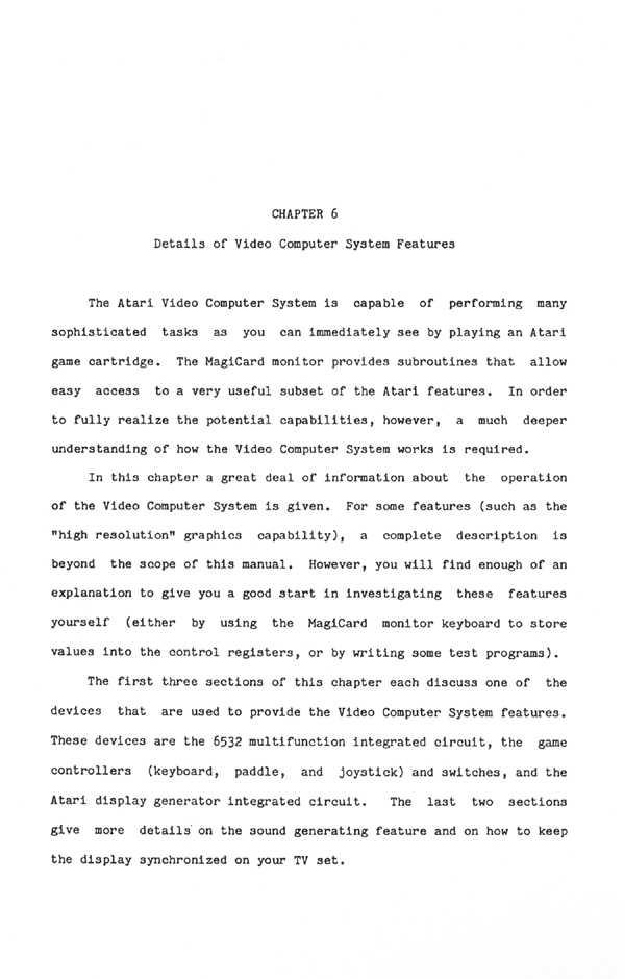 CHAPTER 6
Details of Video Computer System Features
The Atari Video Computer System is capable of performing many
sophisticated tasks as you can immediately see by playing an Atari
game cartridge. The MagiCard monitor provides subroutines that allow
easy access to a very useful subset of the Atari features. In order
to fully realize the potential capabilities, however, a much deeper
understanding of how the Video Computer System works is required.
In this chapter a great deal of information about the operation
of the Video Computer System is given. For some features (such as the
"high resolution" graphics capability), a complete description is
beyond the scope of this manual. However, you will find enough of an
explanation to give you a good start in investigating these features
yourself (either by using the MagiCard monitor keyboard to store
values into the control registers, or by writing some test programs).
The first three sections of this chapter each discuss one of the
devices that are used to provide the Video Computer System features.
These devices are the 6532 multifunction integrated circuit, the game
controllers (keyboard, paddle, and joystick) and switches, and the
Atari display generator integrated circuit. The last two sections
give more details on the sound generating feature and on how to keep
the display synchronized on your TV set.